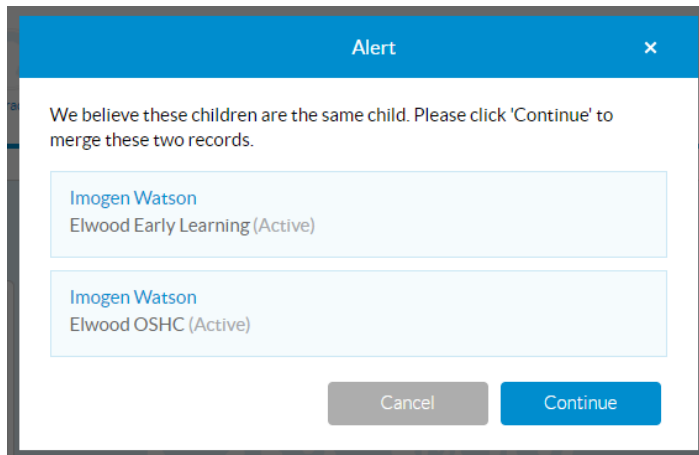 Alert
We believe these children are the same child. Please click 'Continue' to
merge these two records.
Imogen Watson
Elwood Early Learning (Active)
Imogen Watson
Elwood OSHC (Active)
Cancel
Continue